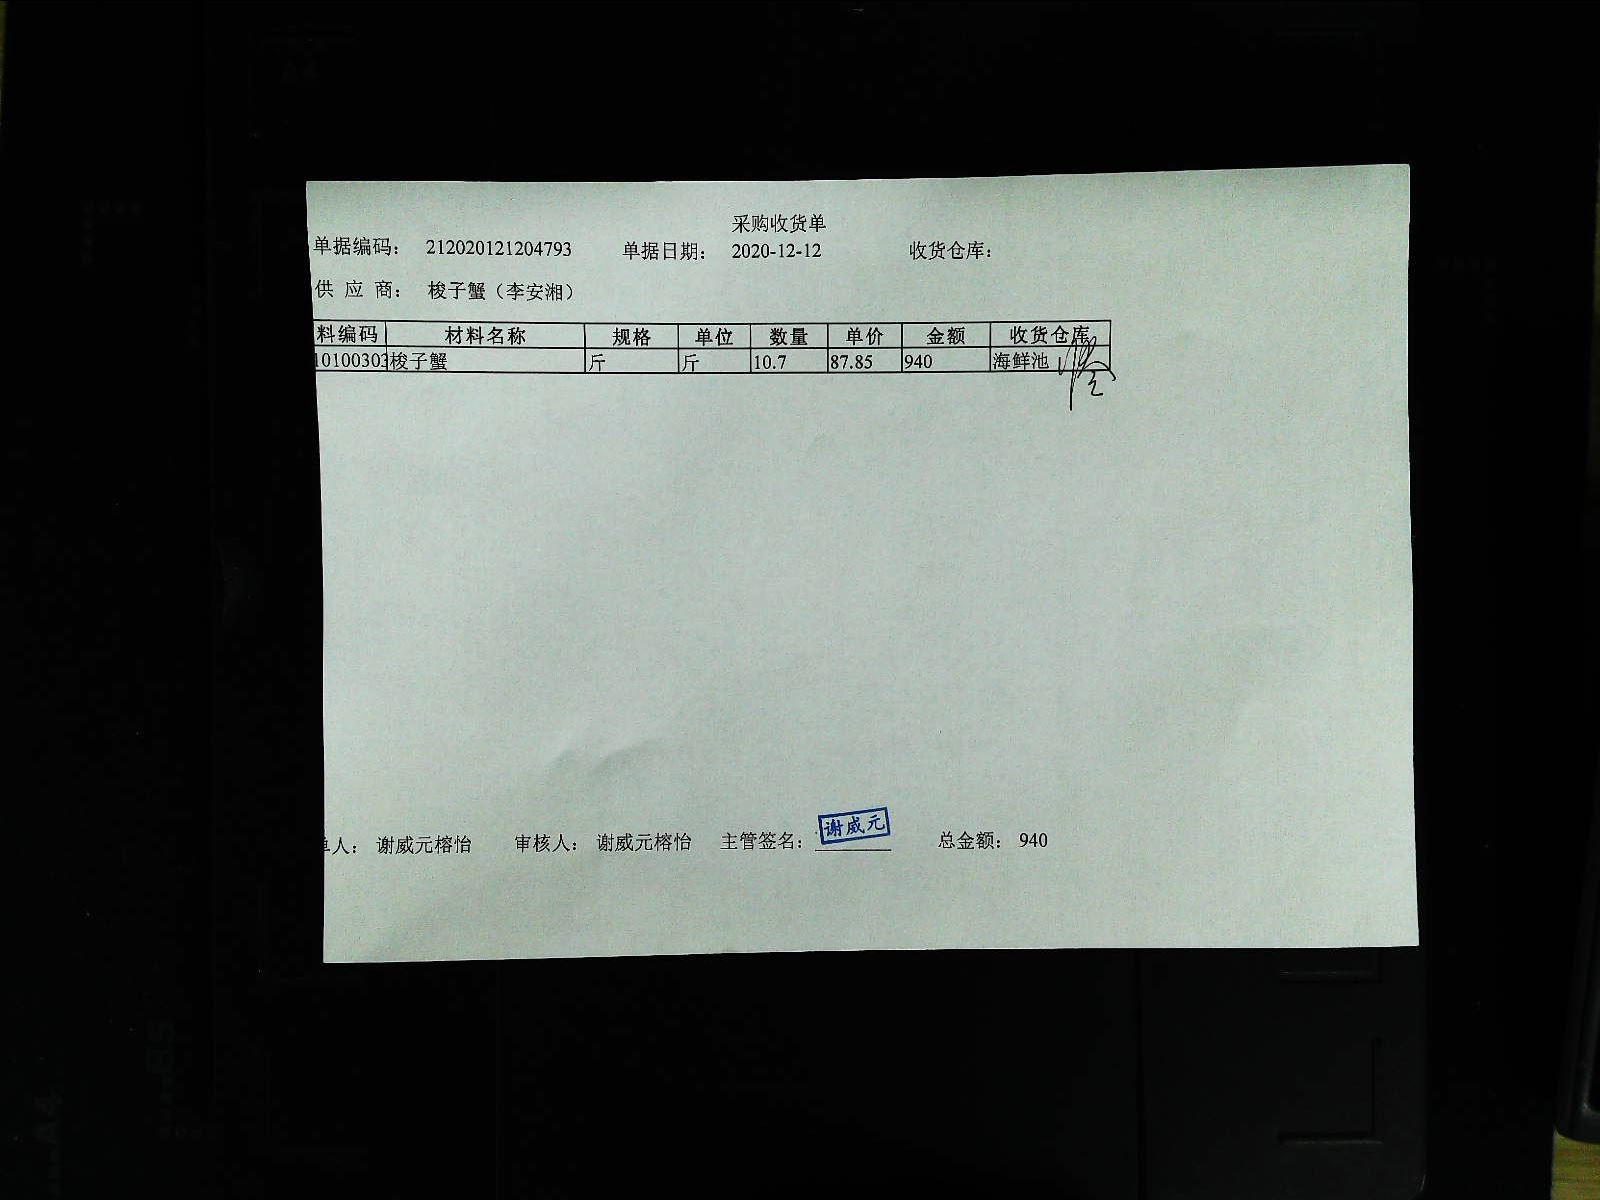 采购收货单
单据编码： 212020121204793 单据日期： 2020-12-12 收货仓库：
供 应 商： 梭子蟹（李安湘）
料编码 材料名称 规格 单位 数量 单价 金额 收货仓库
10100303 梭子蟹 斤 斤 10.7 87.85 940 海鲜池
单人： 谢威元榕怡 审核人： 谢威元榕怡 主管签名： 谢威元 总金额： 940